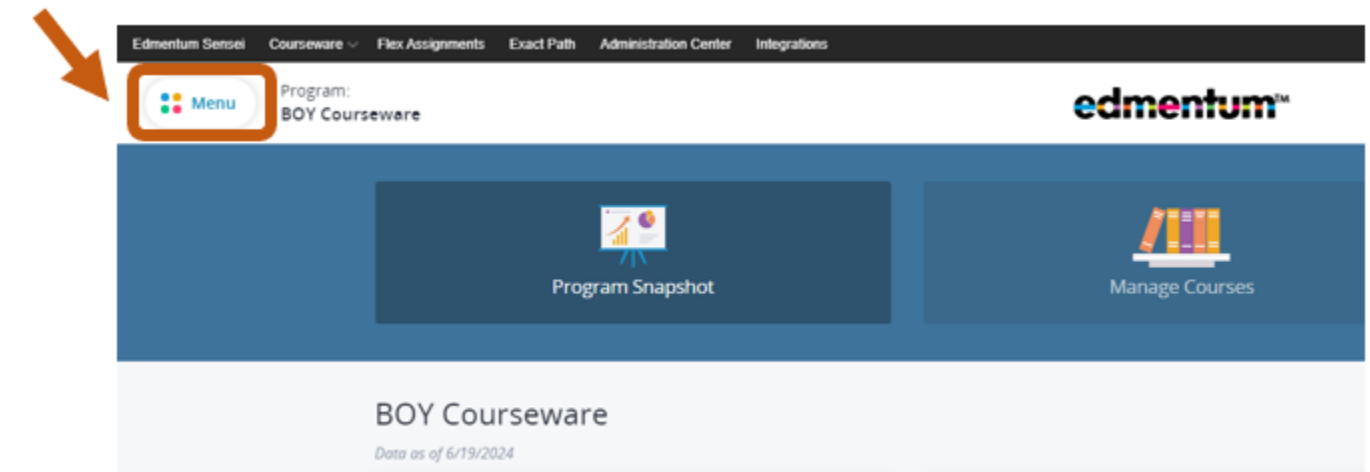 Edmentum Sensei Courseware Flex Assignments Exact Path Administration Center Integrations
Menu
Program:
BOY Courseware
edmentum™
Program Snapshot
Manage Courses
BOY Courseware
Data as of 6/19/2024